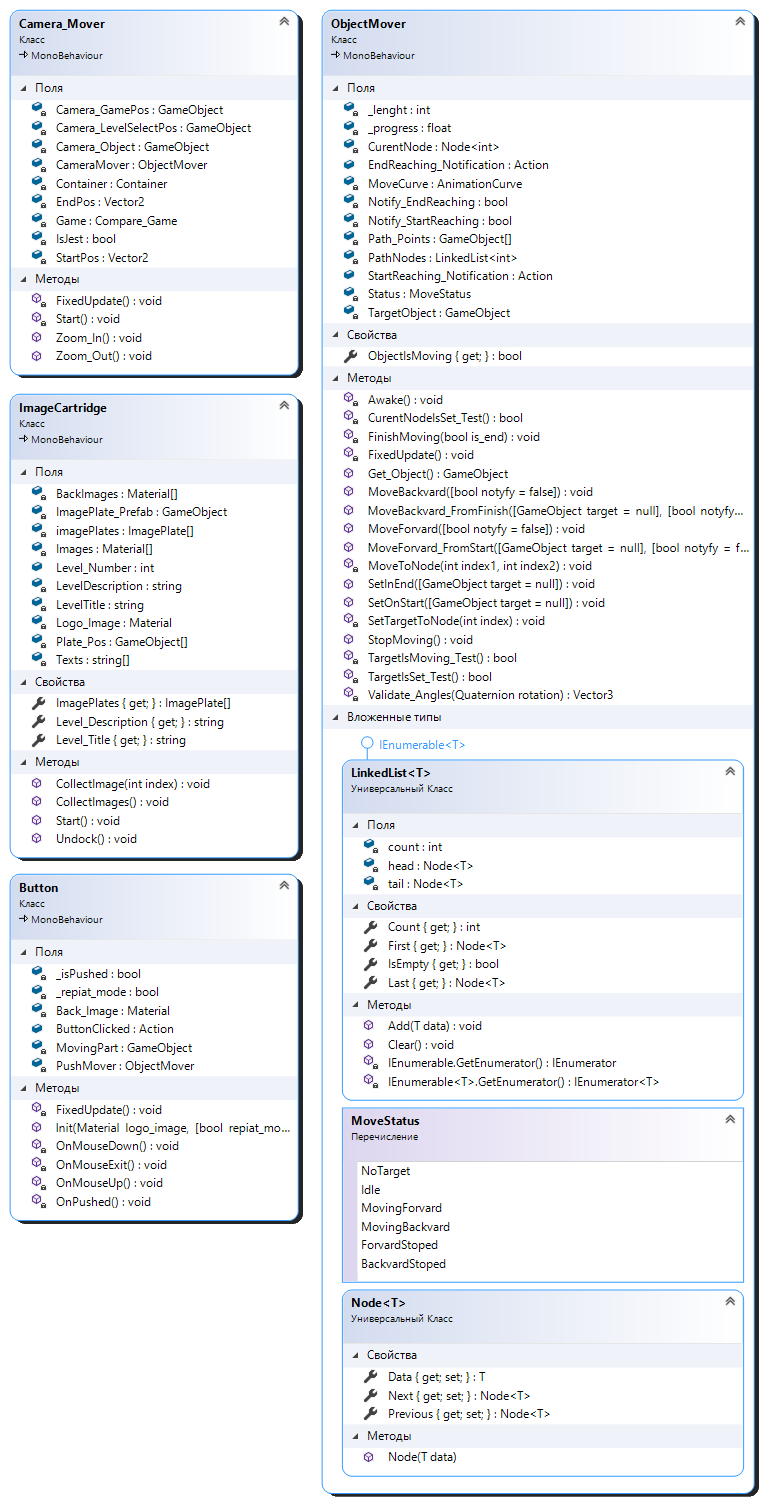 Camera_Mover
Класс
MonoBehaviour
Поля
Camera_GamePos : GameObject
Camera_LevelSelectPos : GameObject
Camera_Object : GameObject
CameraMover : ObjectMover
Container : Container
EndPos : Vector2
Game : Compare_Game
IsJest : bool
StartPos : Vector2
Методы
FixedUpdate() : void
Start() : void
Zoom_In() : void
Zoom_Out() : void
ImageCartridge
Класс
MonoBehaviour
Поля
BackImages : Material[]
ImagePlate_Prefab : GameObject
imagePlates : ImagePlate[]
Images : Material[]
Level_Number : int
LevelDescription : string
LevelTitle : string
Logo_Image : Material
Plate_Pos : GameObject[]
Texts : string[]
Свойства
ImagePlates { get; } : ImagePlate[]
Level_Description { get; } : string
Level_Title { get; } : string
Методы
CollectImage(int index) : void
CollectImages() : void
Start() : void
Undock() : void
Button
Класс
MonoBehaviour
Поля
_isPushed : bool
_repiat_mode : bool
Back_Image : Material
ButtonClicked : Action
MovingPart : GameObject
PushMover : ObjectMover
Методы
FixedUpdate() : void
Init(Material logo_image, [bool repiat_mo...
OnMouseDown() : void
OnMouseExit() : void
OnMouseUp() : void
OnPushed() : void
ObjectMover
Класс
MonoBehaviour
Поля
_lenght : int
_progress : float
CurentNode : Node<int>
EndReaching_Notification : Action
MoveCurve : AnimationCurve
Notify_EndReaching : bool
Notify_StartReaching : bool
Path_Points : GameObject[]
PathNodes : LinkedList<int>
StartReaching_Notification : Action
Status : MoveStatus
TargetObject : GameObject
Свойства
ObjectIsMoving { get; } : bool
Методы
Awake() : void
CurentNodeIsSet_Test() : bool
FinishMoving(bool is_end) : void
FixedUpdate() : void
Get_Object() : GameObject
MoveBackvard([bool notyfy = false]) : void
MoveBackvard_FromFinish([GameObject target = null], [bool notyfy...
MoveForvard([bool notyfy = false]) : void
MoveForvard_FromStart([GameObject target = null], [bool notyfy = f...
MoveToNode(int index1, int index2) : void
SetInEnd([GameObject target = null]) : void
SetOnStart([GameObject target = null]) : void
SetTargetToNode(int index) : void
StopMoving() : void
TargetIsMoving_Test() : bool
TargetIsSet_Test() : bool
Validate_Angles(Quaternion rotation) : Vector3
Вложенные типы
IEnumerable<T>
LinkedList<T>
Универсальный Класс
Поля
count : int
head : Node<T>
tail : Node<T>
Свойства
Count { get; } : int
First { get; } : Node<T>
IsEmpty { get; } : bool
Last { get; } : Node<T>
Методы
Add(T data) : void
Clear() : void
IEnumerable.GetEnumerator() : IEnumerator
IEnumerable<T>.GetEnumerator() : IEnumerator<T>
MoveStatus
Перечисление
NoTarget
Idle
MovingForvard
MovingBackvard
ForvardStoped
BackvardStoped
Node<T>
Универсальный Класс
Свойства
Data { get; set; } : T
Next { get; set; } : Node<T>
Previous { get; set; } : Node<T>
Методы
Node(T data)